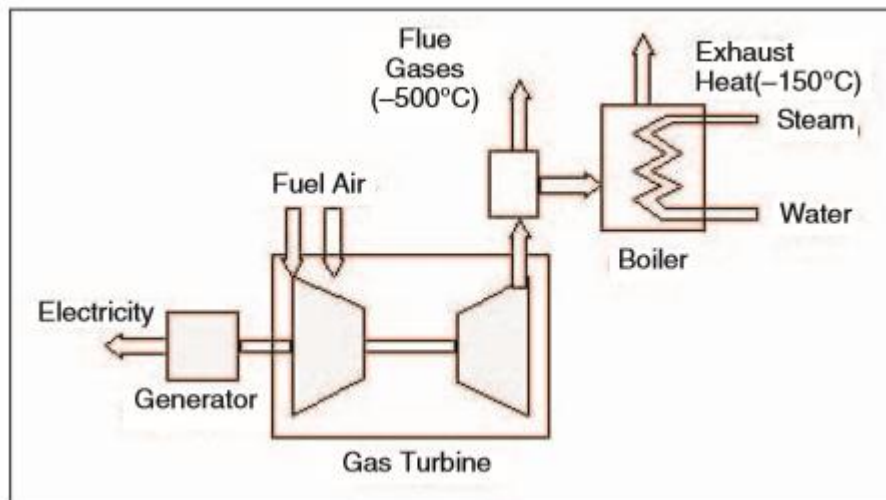 Flue
Gases
(–500°C)
Exhaust
Heat(–150°C)
Steam
Water
Boiler
Fuel Air
Electricity
Generator
Gas Turbine